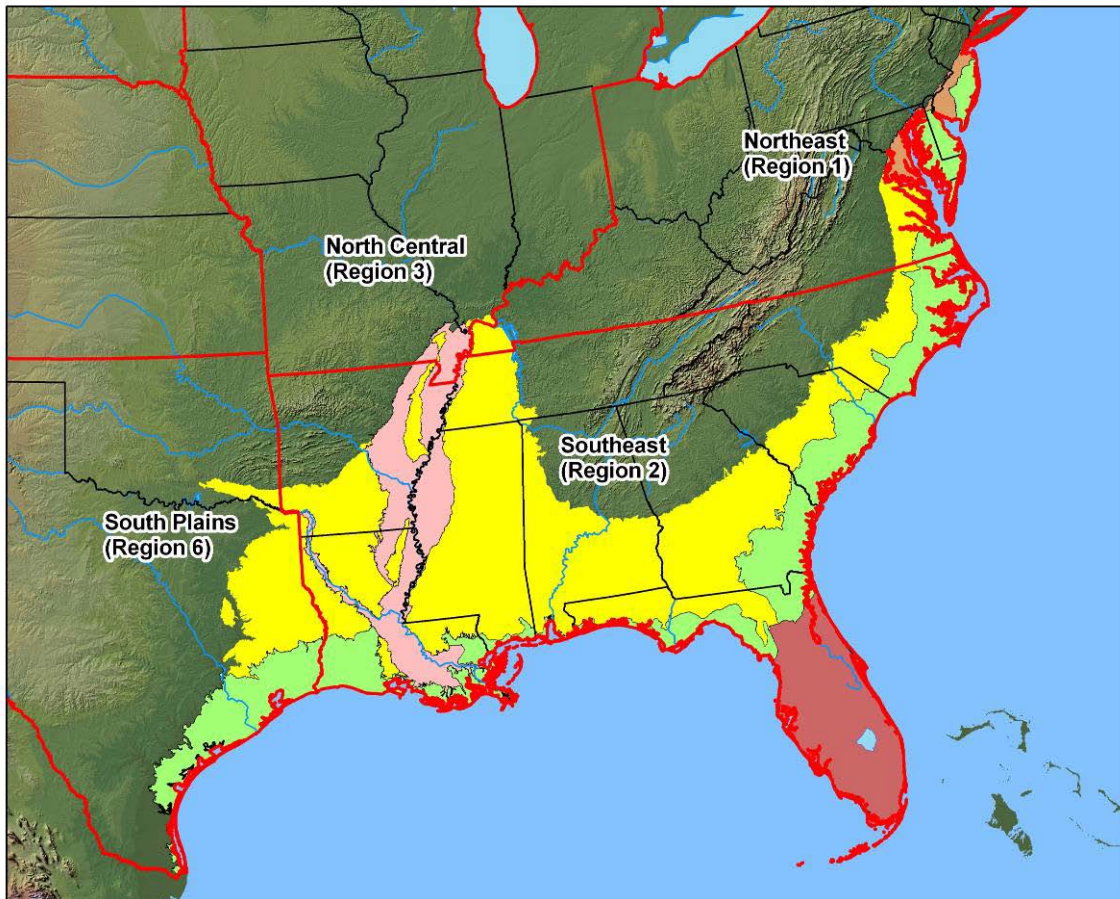 Northeast
(Region 1)
North Central
(Region 3)
Southeast
(Region 2)
South Plains
(Region 6)